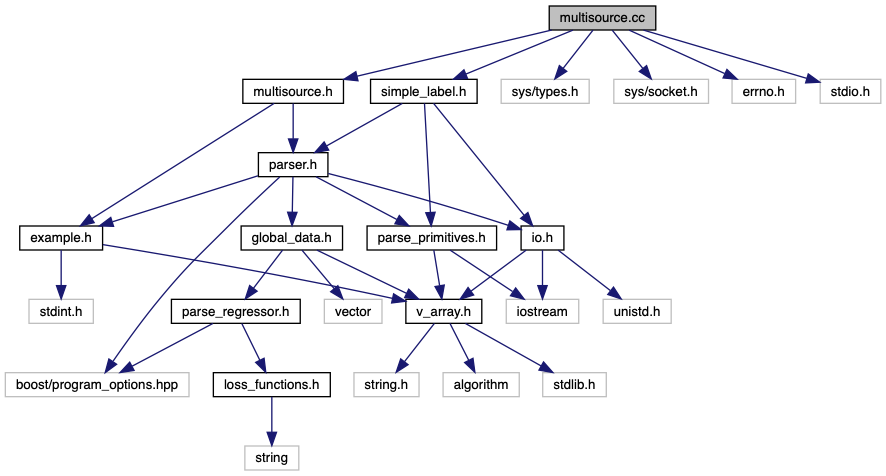 multisource.cc
multisource.h
simple_label.h
sys/types.h
sys/socket.h
errno.h
stdio.h
parser.h
example.h
global_data.h
parse_primitives.h
io.h
stdint.h
parse_regressor.h
vector
v_array.h
iostream
unistd.h
boost/program_options.hpp
loss_functions.h
string.h
algorithm
stdlib.h
string